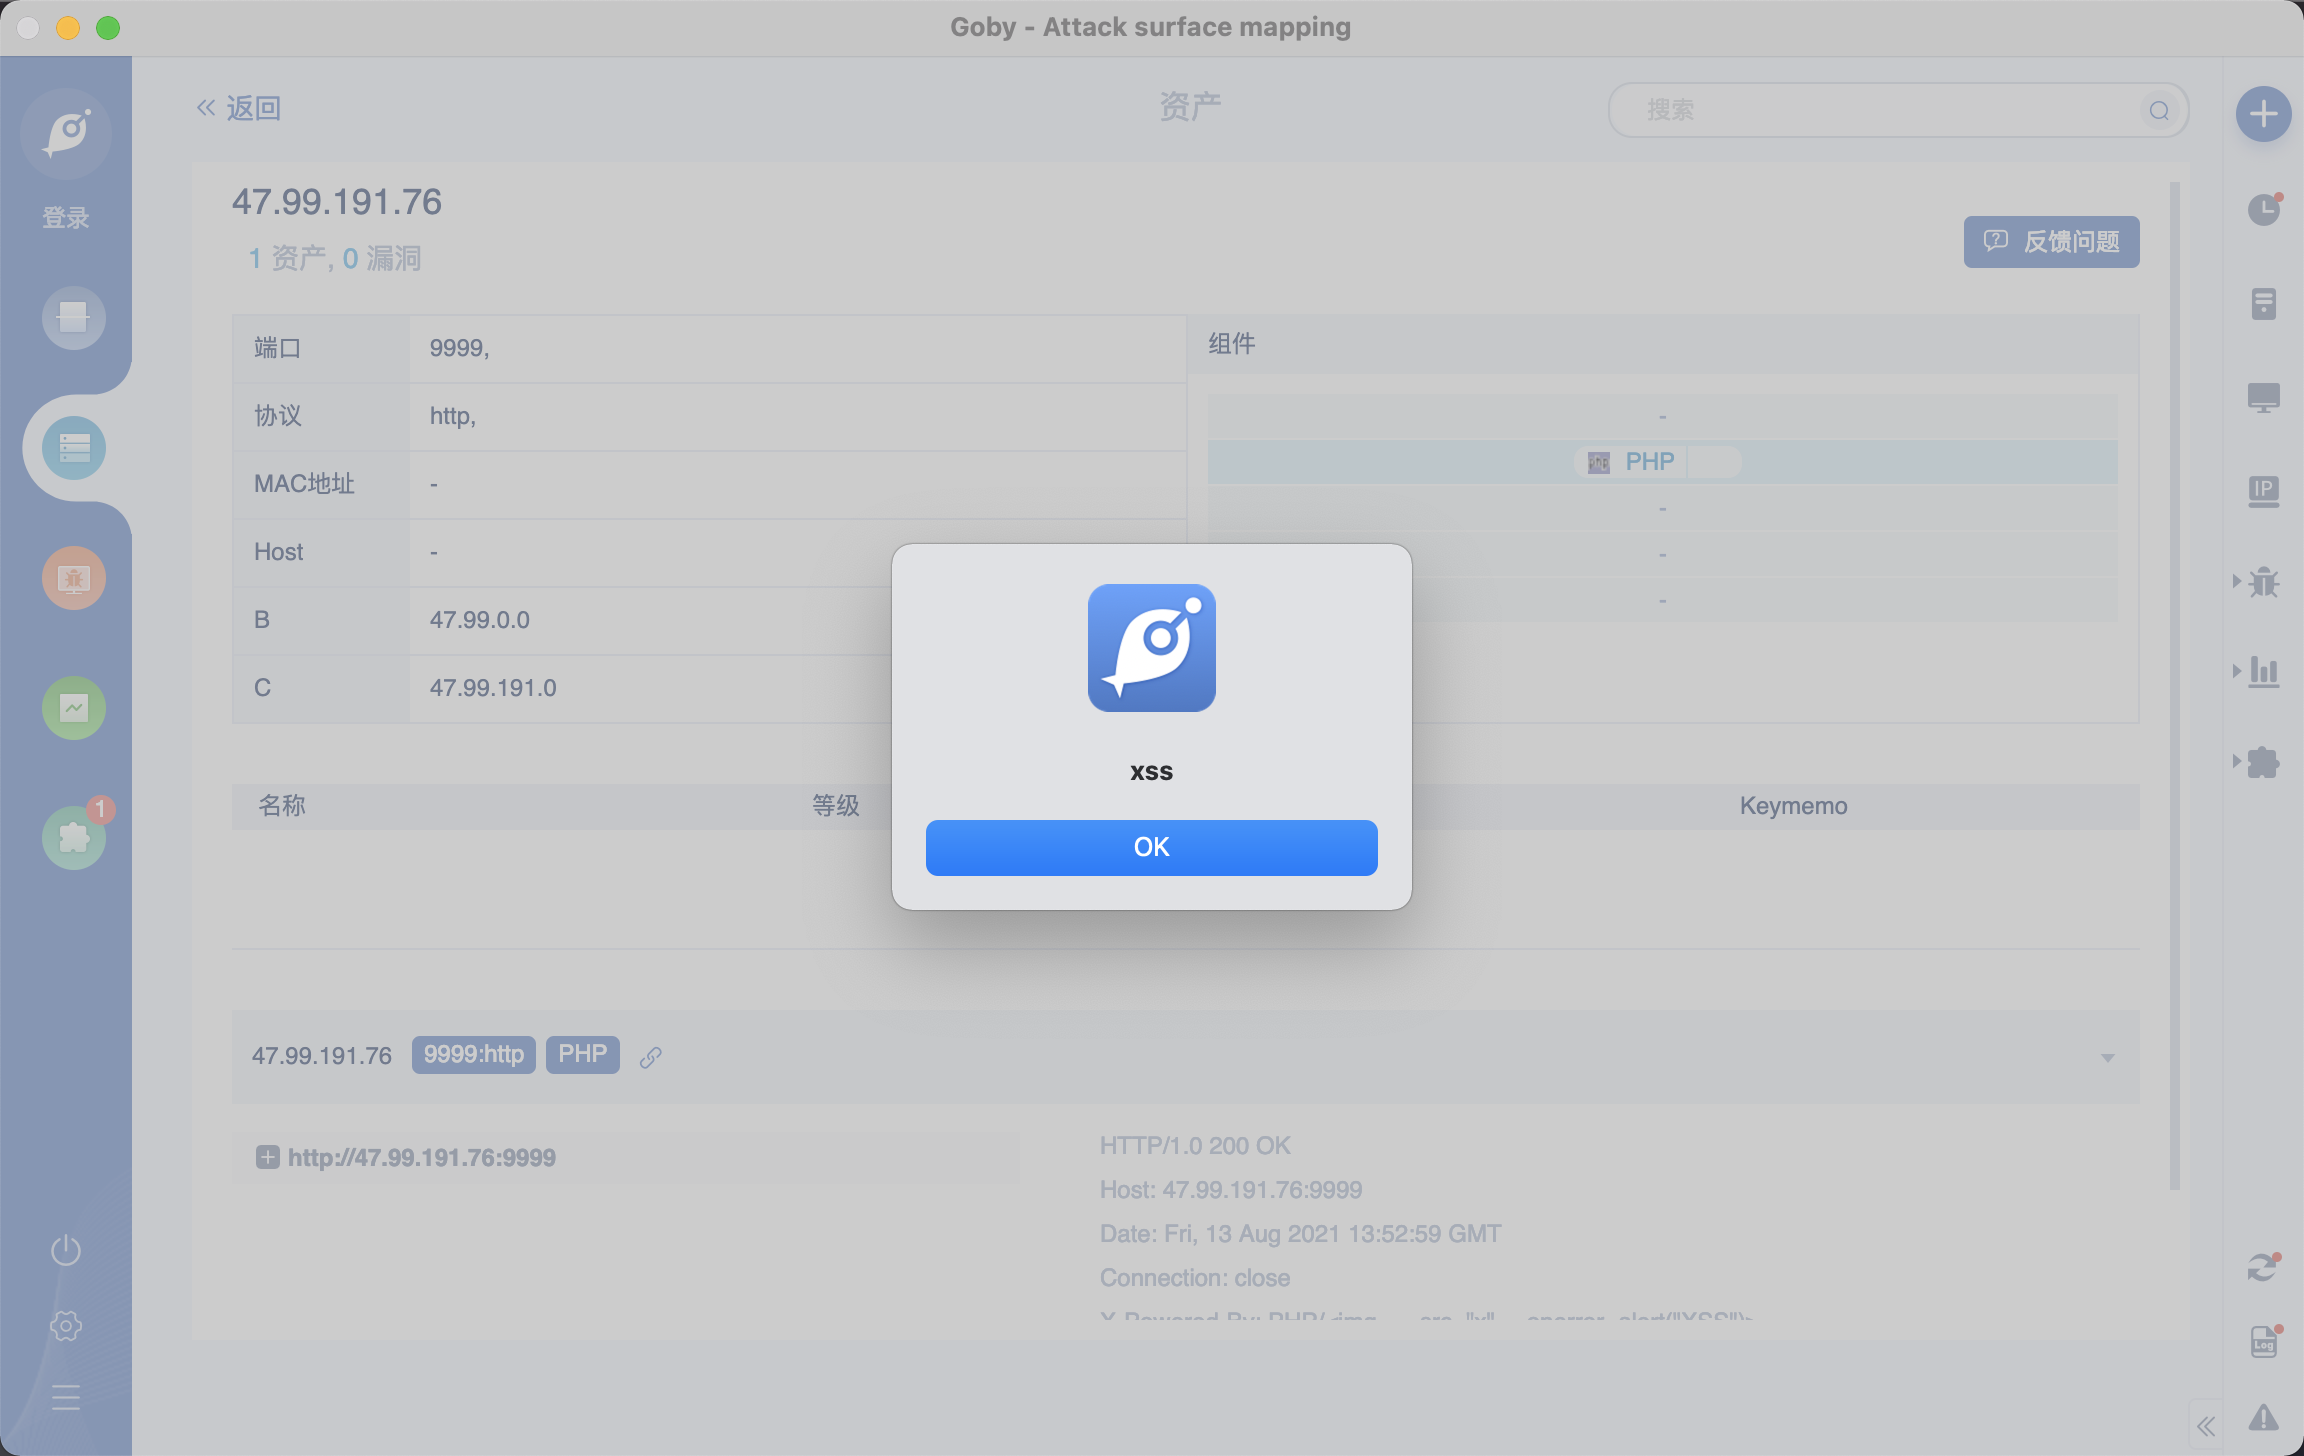 Goby - Attack surface mapping
登录
返回
资产
搜索
47.99.191.76
1 资产, 0 漏洞
反馈问题
端口 9999,
协议 http,
MAC地址 -
Host -
B 47.99.0.0
C 47.99.191.0
组件
-
PHP
-
-
-
IP
xss
OK
名称 等级 Keymemo
1
47.99.191.76 9999:http PHP
http://47.99.191.76:9999
HTTP/1.0 200 OK
Host: 47.99.191.76:9999
Date: Fri, 13 Aug 2021 13:52:59 GMT
Connection: close
Log